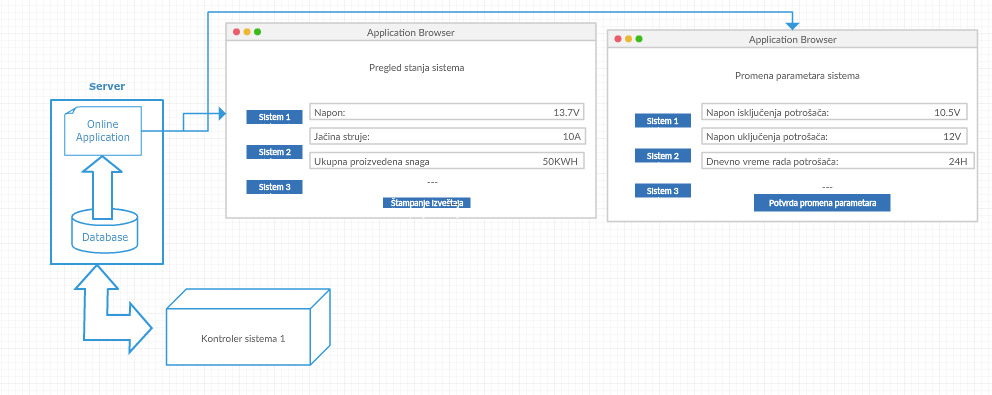 Server
Online
Application
Database
Kontroler sistema 1
Application Browser
Pregled stanja sistema
Sistem 1
Sistem 2
Sistem 3
Napon: 13.7V
Jačina struje: 10A
Ukupna proizvedena snaga 50KWH
---
Štampanje izveštaja
Application Browser
Promena parametara sistema
Sistem 1
Sistem 2
Sistem 3
Napon isključenja potrošača: 10.5V
Napon uključenja potrošača: 12V
Dnevno vreme rada potrošača: 24H
---
Potvrda promena parametara